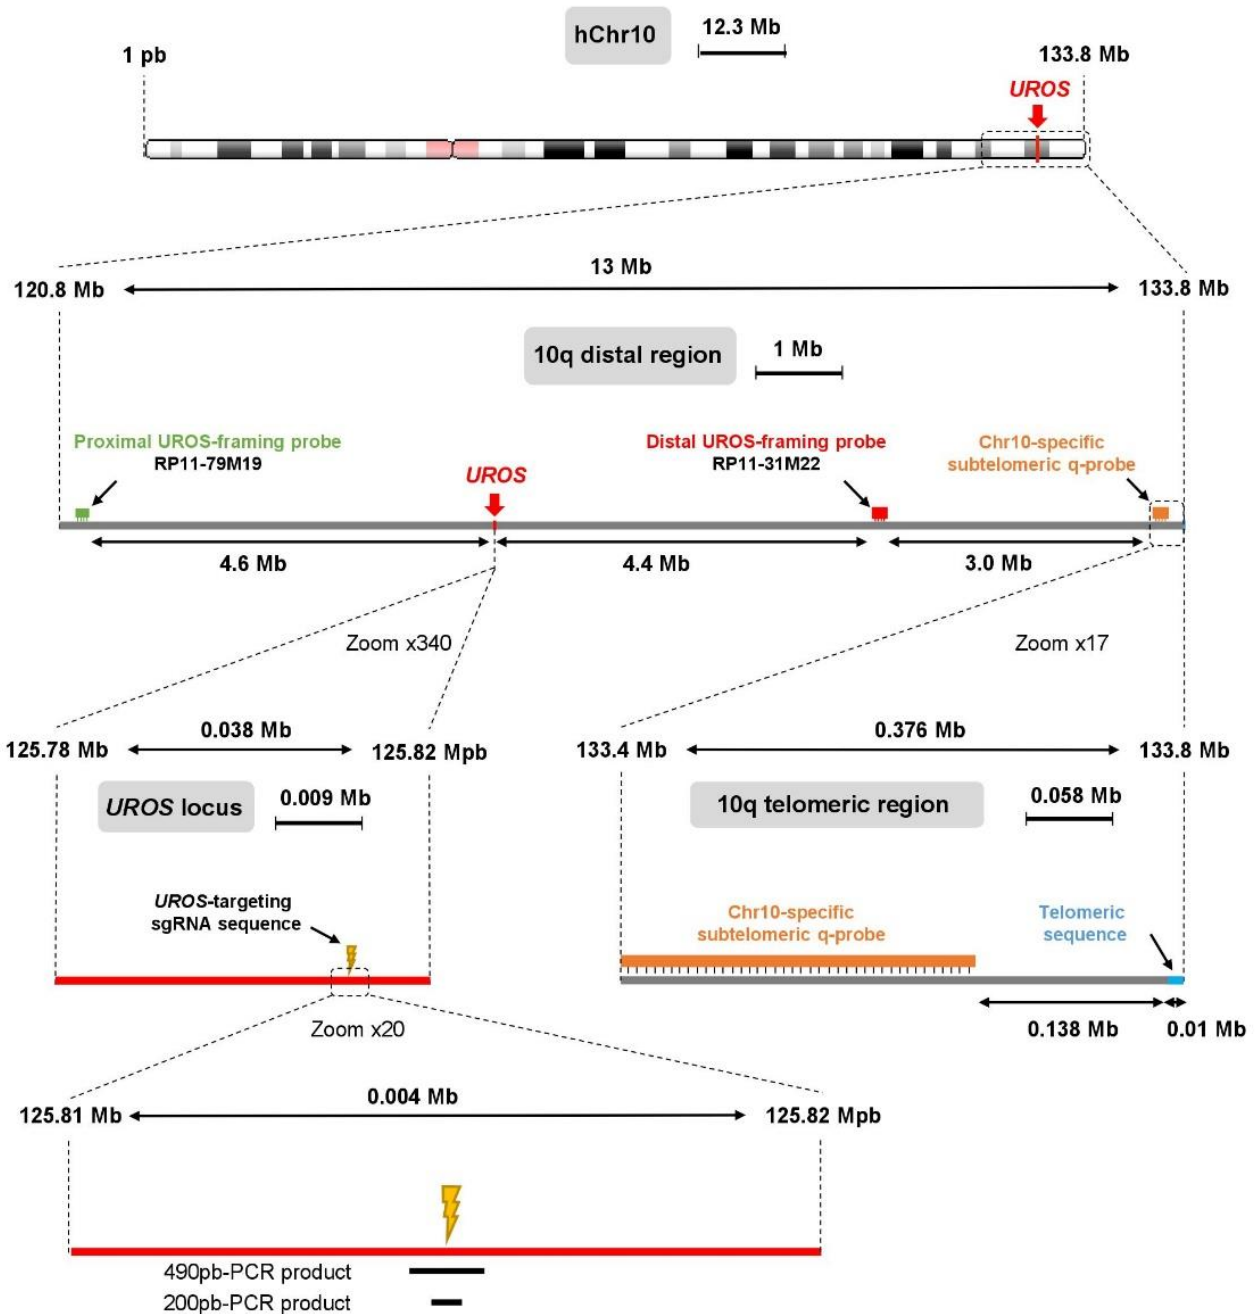 hChr10
12.3 Mb
1 pb
133.8 Mb
UROS
13 Mb
120.8 Mb
133.8 Mb
10q distal region
1 Mb
Proximal UROS-framing probe
RP11-79M19
Distal UROS-framing probe
RP11-31M22
Chr10-specific
subtelomeric q-probe
UROS
4.6 Mb
4.4 Mb
3.0 Mb
Zoom x340
Zoom x17
0.038 Mb
125.78 Mb
125.82 Mpb
0.376 Mb
133.4 Mb
133.8 Mb
UROS locus
0.009 Mb
10q telomeric region
0.058 Mb
UROS-targeting
sgRNA sequence
Chr10-specific
subtelomeric q-probe
Telomeric
sequence
0.138 Mb
0.01 Mb
Zoom x20
0.004 Mb
125.81 Mb
125.82 Mpb
490pb-PCR product
200pb-PCR product